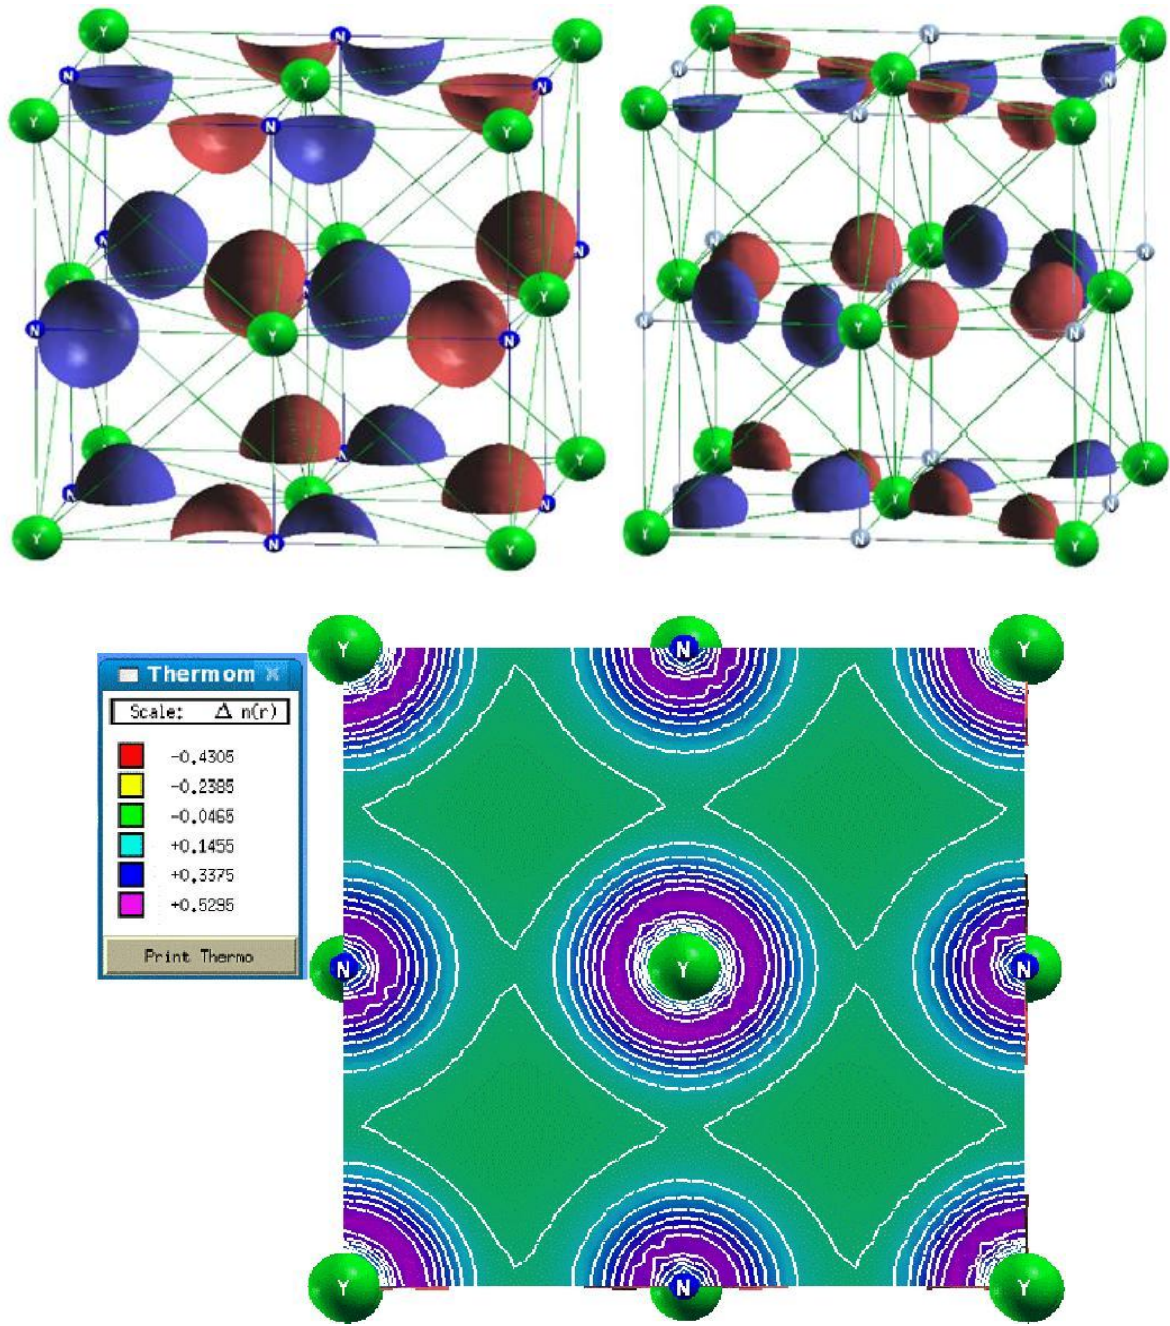 Y N Y
N Y N
Y N Y
N Y N
Y N Y
N Y N
Y N Y
N Y N
Y N Y
Y N Y
N Y N
Y N Y
N Y N
Y N Y
N Y N
Y N Y
Y N
Y N Y
Thermom
Scale: Δ n(r)
-0.4305
-0.2385
-0.0465
+0.1455
+0.3375
+0.5295
Print Thermo
Y N Y
N Y N
Y N Y